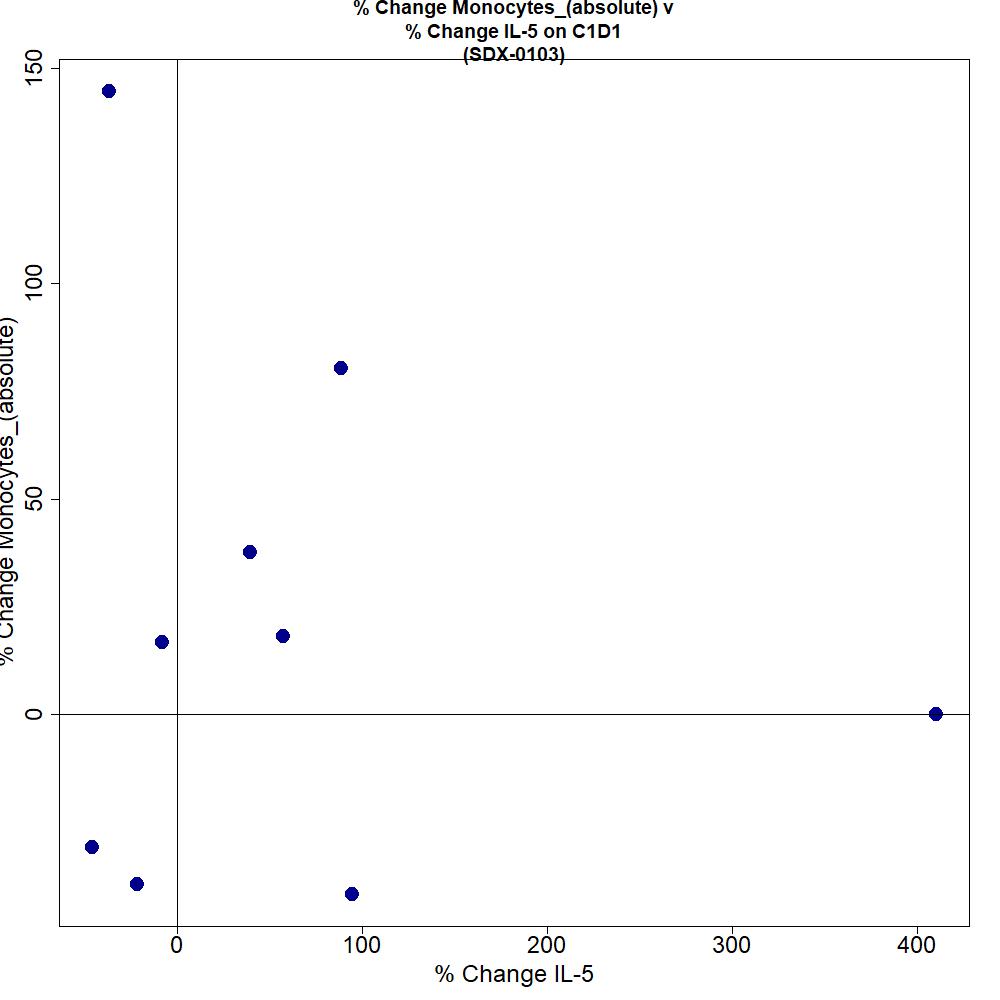 % Change Monocytes_(absolute) v
% Change IL-5 on C1D1
(SDX-0103)
% Change Monocytes_(absolute)
150
100
50
0
0
100
200
300
400
% Change IL-5